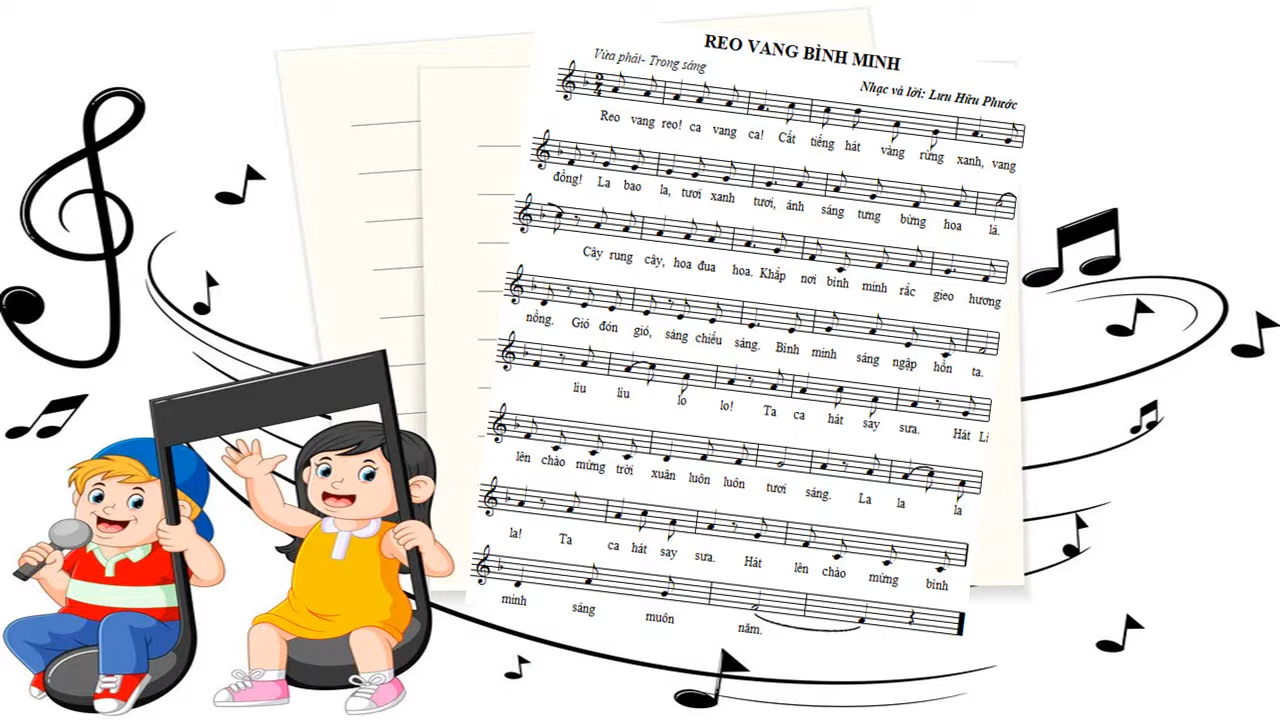 REO VANG BÌNH MINH
Vừa phải- Trong sáng
Nhạc và lời: Lưu Hữu Phước
Reo vang reo! ca vang ca! Cất tiếng hát vàng rừng xanh, vang
đồng! La bao la, tươi xanh tươi, ánh sáng tưng bừng hoa lá.
Cây rung cây, hoa đua hoa. Khắp nơi bình minh rắc gieo hương
nồng. Gió đón gió, sáng chiếu sáng. Bình minh sáng ngập hồn ta.
líu líu lo lo! Ta ca hát say sưa. Hát Lí
lên chào mừng trời xuân luôn luôn tươi sáng. La la la
la! Ta ca hát say sưa. Hát lên chào mừng bình
minh sáng muôn năm.